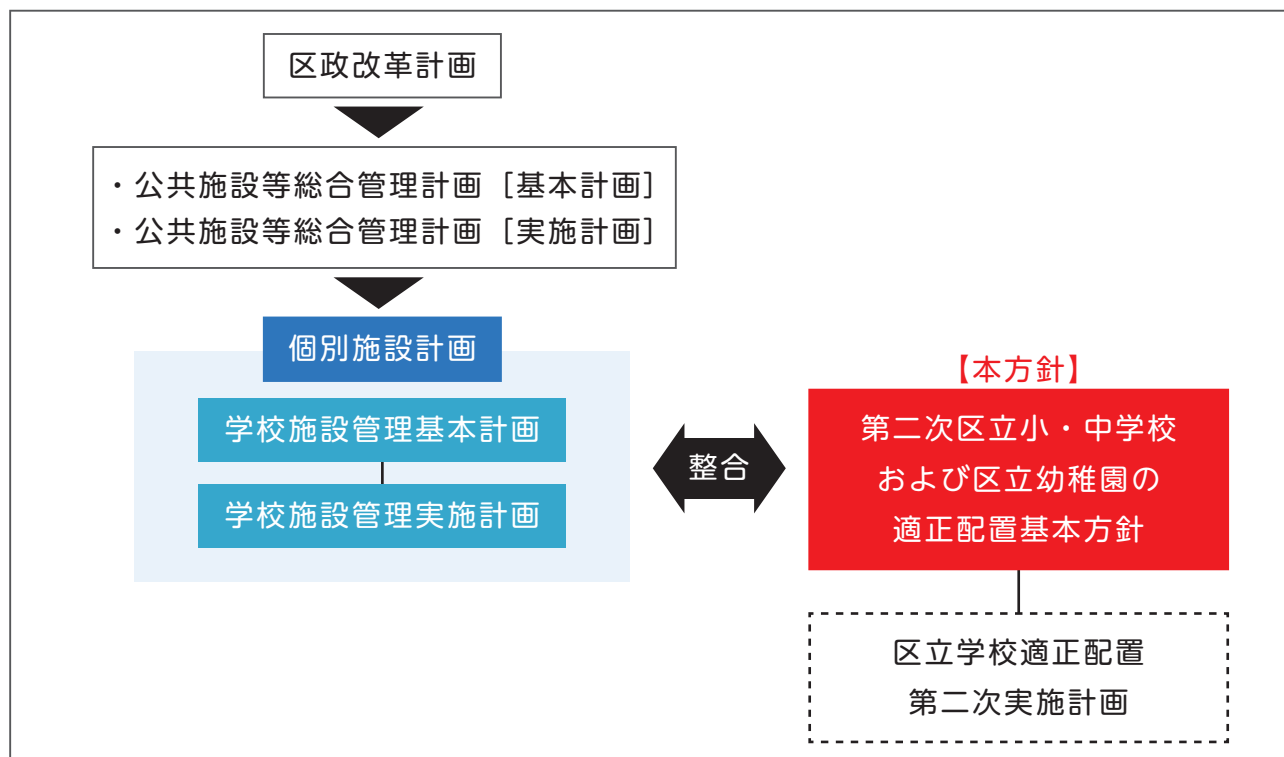 区政改革計画
・公共施設等総合管理計画［基本計画］
・公共施設等総合管理計画［実施計画］
個別施設計画
学校施設管理基本計画
学校施設管理実施計画
整合
【本方針】
第二次区立小・中学校
および区立幼稚園の
適正配置基本方針
区立学校適正配置
第二次実施計画